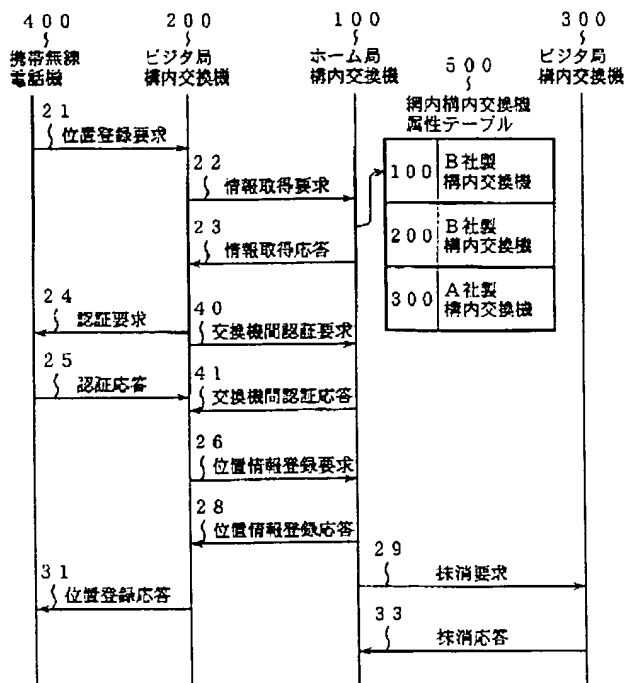 400 200 100 300
携帯無線 ビジタ局 ホーム局 ビジタ局
電話機 構内交換機 構内交換機 構内交換機
500
網内構内交換機
属性テーブル
21
位置登録要求
100 B社製
構内交換機
22
情報取得要求
200 B社製
構内交換機
23
情報取得応答
300 A社製
構内交換機
24
認証要求
40
交換機間認証要求
25
認証応答
41
交換機間認証応答
26
位置情報登録要求
28
位置情報登録応答
29
抹消要求
31
位置登録応答
33
抹消応答